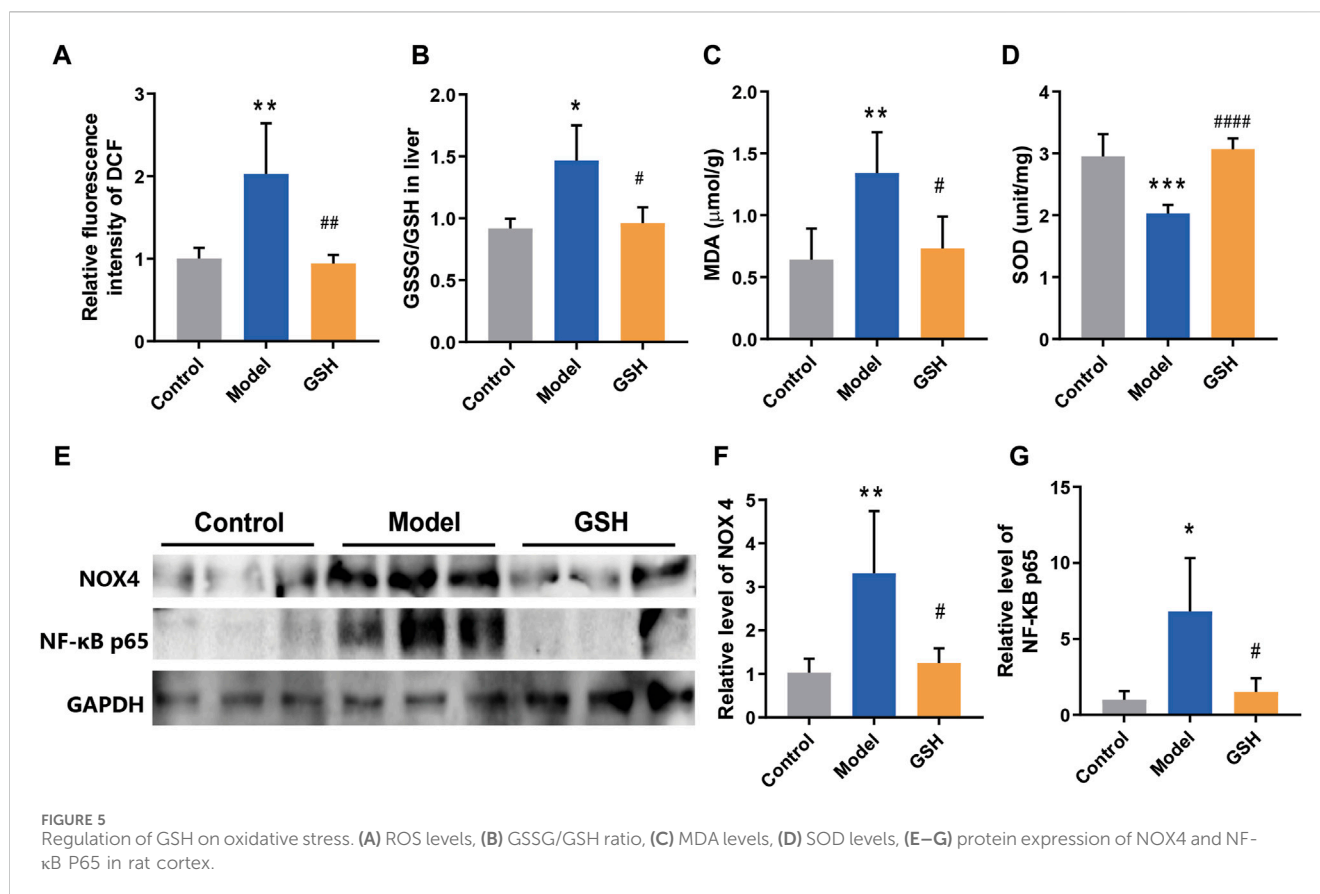 A
Relative fluorescence
intensity of DCF
3
2
1
0
**
##
Control
Model
GSH
B
GSSG/GSH in liver
2.0
1.5
1.0
0.5
0.0
*
#
Control
Model
GSH
C
MDA (μmol/g)
2.0
1.5
1.0
0.5
0.0
**
#
Control
Model
GSH
D
SOD (unit/mg)
4
3
2
1
0
***
####
Control
Model
GSH
E
Control Model GSH
NOX4
NF-κB p65
GAPDH
F
Relative level of NOX 4
5
4
3
2
1
0
**
#
Control
Model
GSH
G
Relative level of
NF-KB p65
15
10
5
0
*
#
Control
Model
GSH
FIGURE 5
Regulation of GSH on oxidative stress. (A) ROS levels, (B) GSSG/GSH ratio, (C) MDA levels, (D) SOD levels, (E–G) protein expression of NOX4 and NF-
κB P65 in rat cortex.